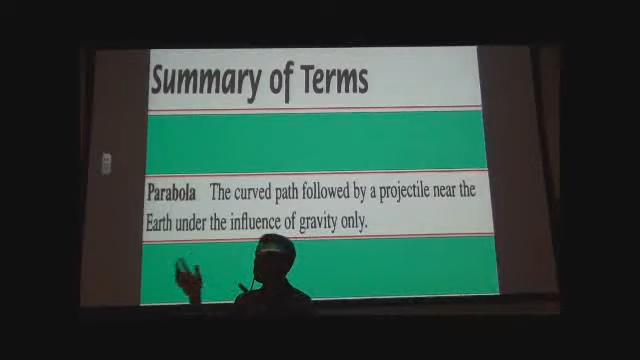 Summary of Terms
Parabola The curved path followed by a projectile near the
Earth under the influence of gravity only.